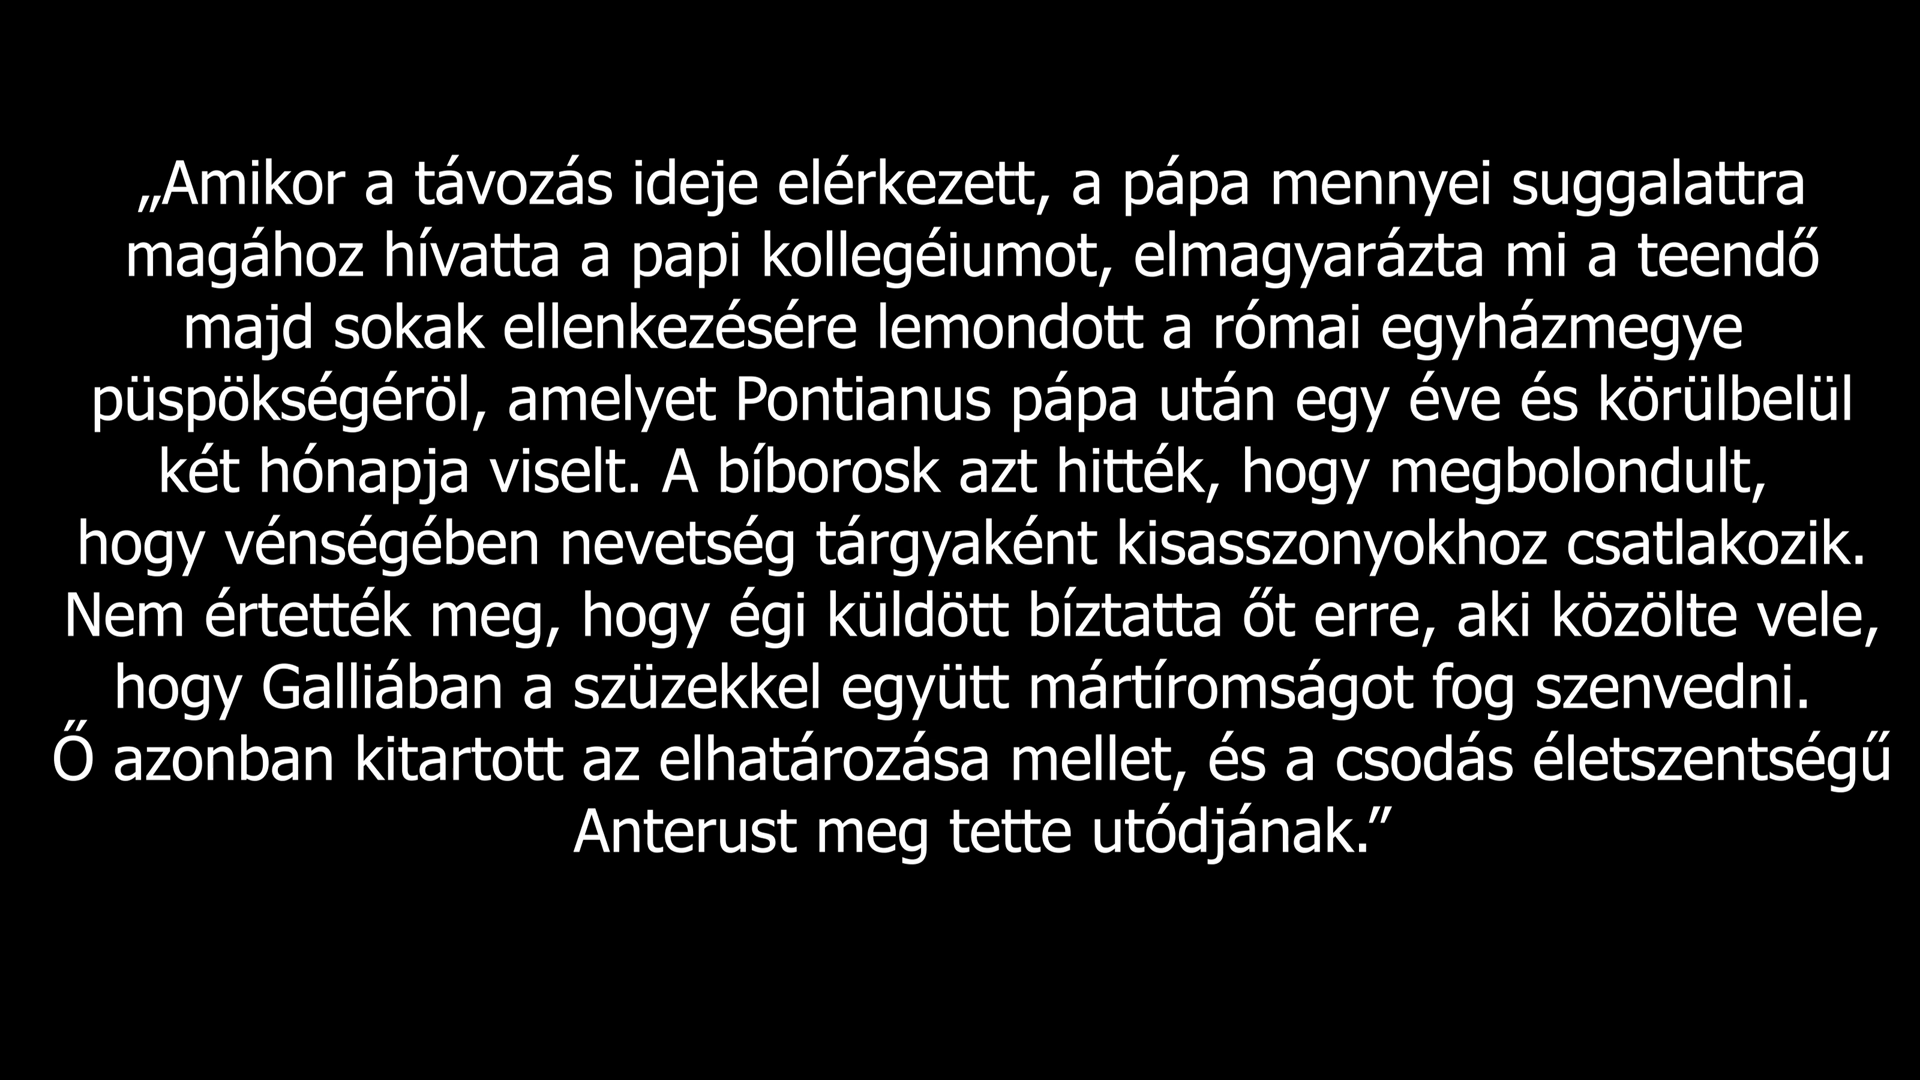 „Amikor a távozás ideje elérkezett, a pápa mennyei suggalattra
magához hívatta a papi kollegéiumot, elmagyarázta mi a teendő
majd sokak ellenkezésére lemondott a római egyházmegye
püspökségéröl, amelyet Pontianus pápa után egy éve és körülbelül
két hónapja viselt. A bíborosk azt hitték, hogy megbolondult,
hogy vénségében nevetség tárgyaként kisasszonyokhoz csatlakozik.
Nem értették meg, hogy égi küldött bíztatta őt erre, aki közölte vele,
hogy Galliában a szüzekkel együtt mártíromságot fog szenvedni.
Ő azonban kitartott az elhatározása mellet, és a csodás életszentségű
Anterust meg tette utódjának.”